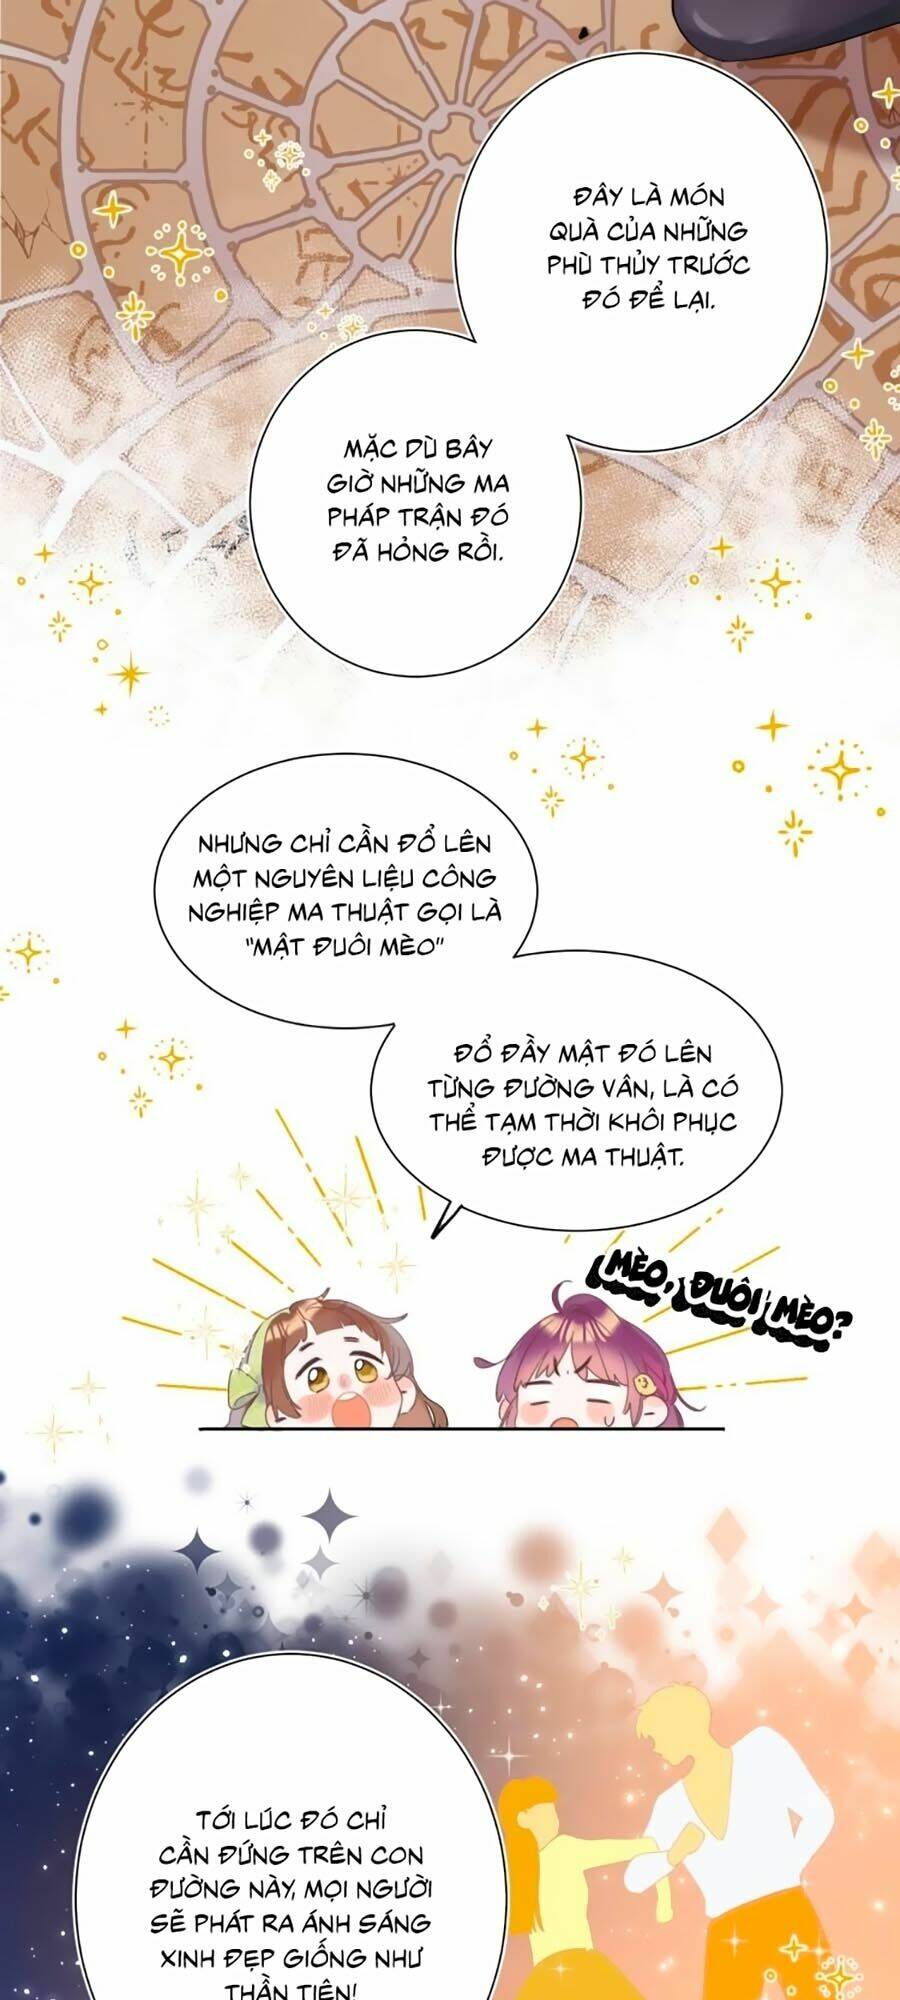 ĐÂY LÀ MÓN
QUÀ CỦA NHỮNG
PHÙ THỦY TRƯỚC
ĐÓ ĐỂ LẠI.
MẶC DÙ BÂY
GIỜ NHỮNG MA
PHÁP TRẬN ĐÓ
ĐÃ HỎNG RỒI.
NHƯNG CHỈ CẦN ĐỔ LÊN
MỘT NGUYÊN LIỆU CÔNG
NGHIỆP MA THUẬT GỌI LÀ
"MẬT ĐUÔI MÈO"
ĐỔ ĐẦY MẬT ĐÓ LÊN
TỪNG ĐƯỜNG VÂN, LÀ CÓ
THỂ TẠM THỜI KHÔI PHỤC
ĐƯỢC MA THUẬT.
MÈO, ĐUÔI MÈO?
TỚI LÚC ĐÓ CHỈ
CẦN ĐỨNG TRÊN CON
ĐƯỜNG NÀY, MỌI NGƯỜI
SẼ PHÁT RA ÁNH SÁNG
XINH ĐẸP GIỐNG NHƯ
THẦN TIÊN!